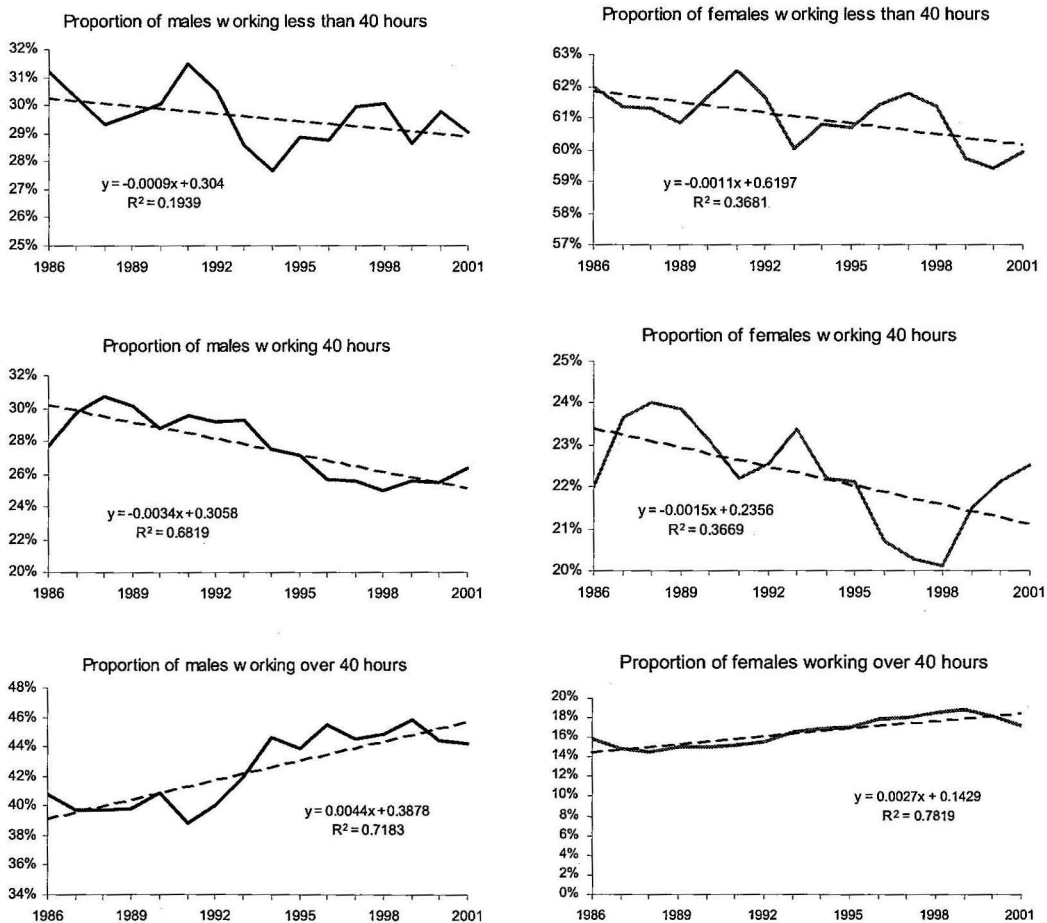 Proportion of males working less than 40 hours
32%
31%
30%
29%
28%
27%
26%
25%
y = -0.0009x + 0.304
R² = 0.1939
1986 1989 1992 1995 1998 2001
Proportion of females working less than 40 hours
63%
62%
61%
60%
59%
58%
57%
y = -0.0011x + 0.6197
R² = 0.3681
1986 1989 1992 1995 1998 2001
Proportion of males working 40 hours
32%
30%
28%
26%
24%
22%
20%
y = -0.0034x + 0.3058
R² = 0.6819
1986 1989 1992 1995 1998 2001
Proportion of females working 40 hours
25%
24%
23%
22%
21%
20%
y = -0.0015x + 0.2356
R² = 0.3669
1986 1989 1992 1995 1998 2001
Proportion of males working over 40 hours
48%
46%
44%
42%
40%
38%
36%
34%
y = 0.0044x + 0.3878
R² = 0.7183
1986 1989 1992 1995 1998 2001
Proportion of females working over 40 hours
20%
18%
16%
14%
12%
10%
8%
6%
4%
2%
0%
y = 0.0027x + 0.1429
R² = 0.7819
1986 1989 1992 1995 1998 2001